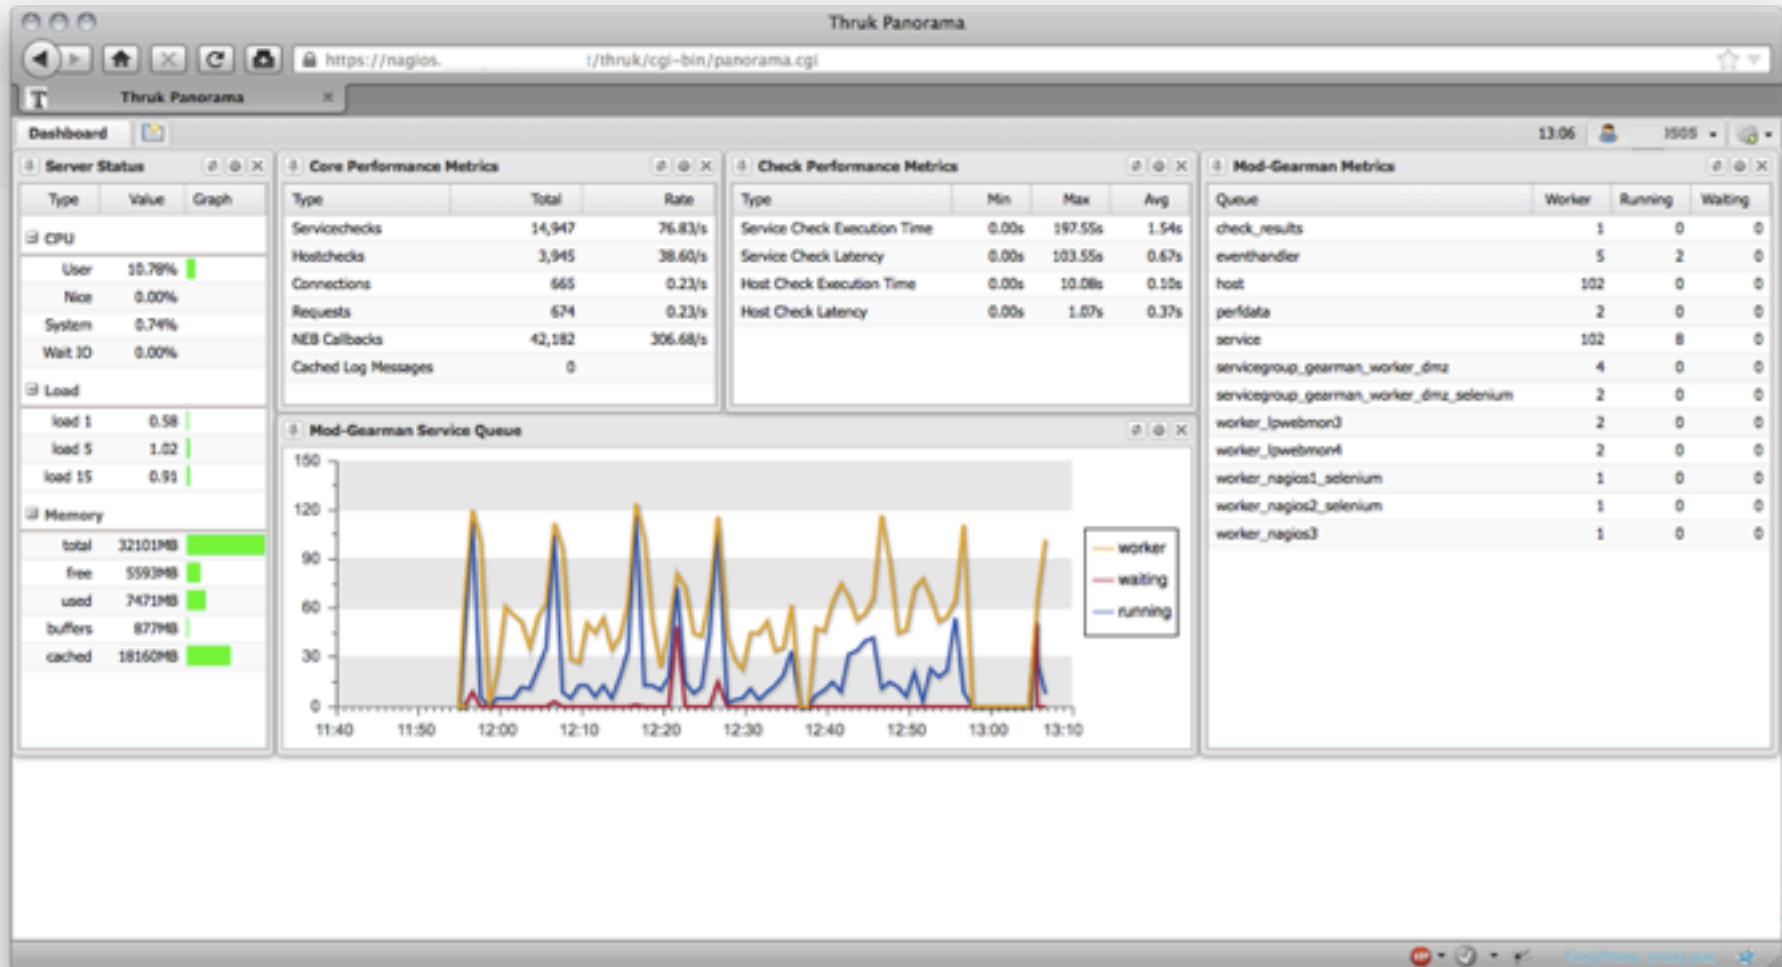 Thruk Panorama
https://nagios. t/thruk/cgi-bin/panorama.cgi
T Thruk Panorama
Dashboard 13:06
Server Status
Type Value Graph
CPU
User 10.78%
Nice 0.00%
System 0.74%
Wait IO 0.00%
Load
load 1 0.58
load 5 1.02
load 15 0.91
Memory
total 32101MB
free 5593MB
used 7471MB
buffers 877MB
cached 18160MB
Core Performance Metrics
Type Total Rate
Servicechecks 14,947 76.83/s
Hostchecks 3,945 38.60/s
Connections 665 0.23/s
Requests 674 0.23/s
NEB Callbacks 42,182 306.68/s
Cached Log Messages 0
Check Performance Metrics
Type Min Max Avg
Service Check Execution Time 0.00s 197.55s 1.54s
Service Check Latency 0.00s 103.55s 0.67s
Host Check Execution Time 0.00s 10.08s 0.10s
Host Check Latency 0.00s 1.07s 0.37s
Mod-Gearman Service Queue
150
120
90
60
30
0
11:40 11:50 12:00 12:10 12:20 12:30 12:40 12:50 13:00 13:10
worker
waiting
running
Mod-Gearman Metrics
Queue Worker Running Waiting
check_results 1 0 0
eventhandler 5 2 0
host 102 0 0
perfdata 2 0 0
service 102 8 0
servicegroup_gearman_worker_dmz 4 0 0
servicegroup_gearman_worker_dmz_selenium 2 0 0
worker_lpwebmon3 2 0 0
worker_lpwebmon4 2 0 0
worker_nagios1_selenium 1 0 0
worker_nagios2_selenium 1 0 0
worker_nagios3 1 0 0